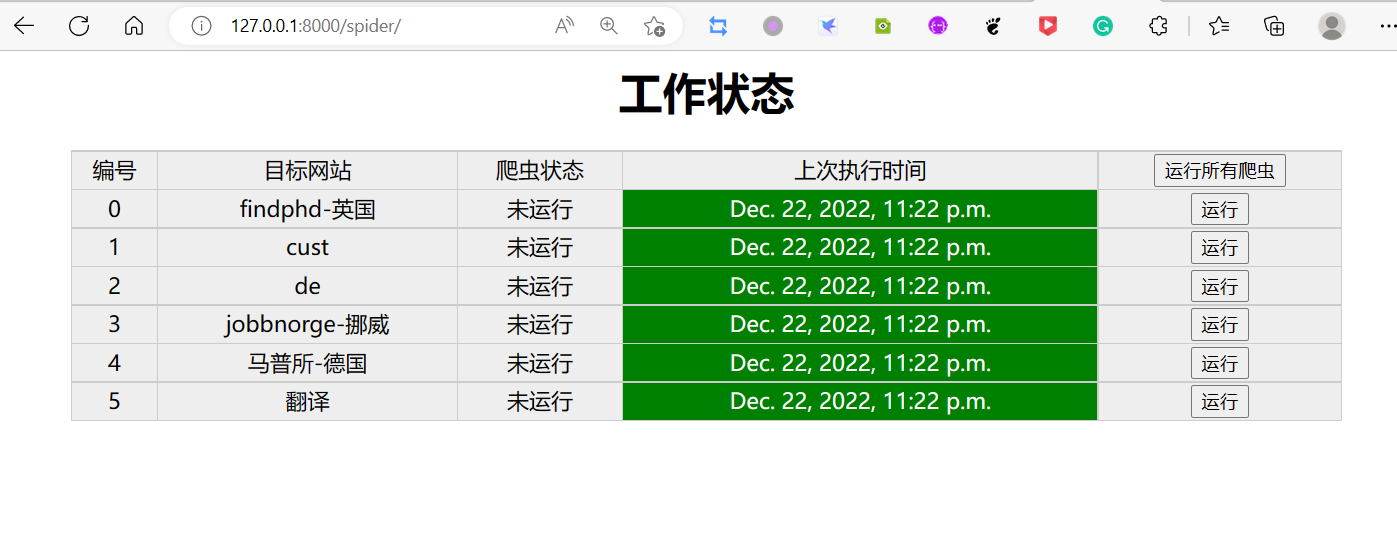 127.0.0.1:8000/spider/
工作状态
编号 目标网站 爬虫状态 上次执行时间 运行所有爬虫
0 findphd-英国 未运行 Dec. 22, 2022, 11:22 p.m. 运行
1 cust 未运行 Dec. 22, 2022, 11:22 p.m. 运行
2 de 未运行 Dec. 22, 2022, 11:22 p.m. 运行
3 jobbnorge-挪威 未运行 Dec. 22, 2022, 11:22 p.m. 运行
4 马普所-德国 未运行 Dec. 22, 2022, 11:22 p.m. 运行
5 翻译 未运行 Dec. 22, 2022, 11:22 p.m. 运行